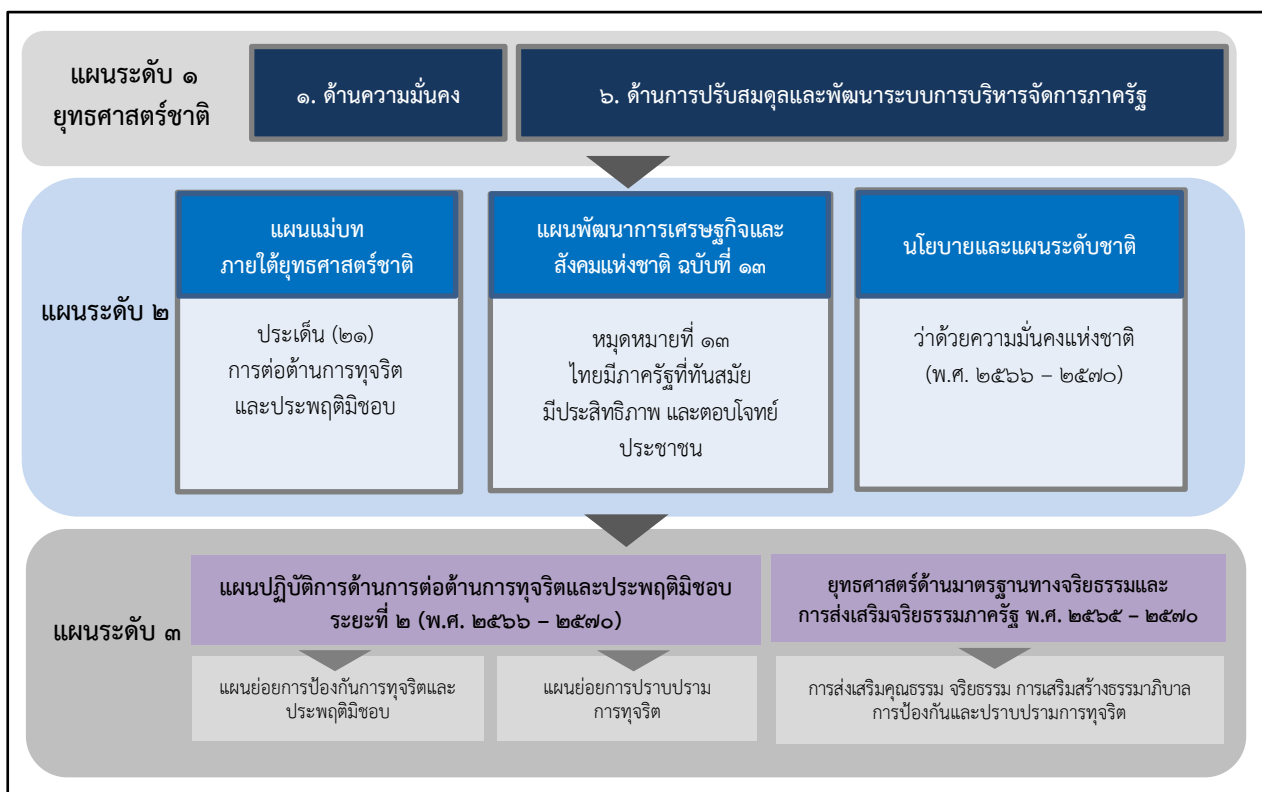 แผนระดับ ๑
ยุทธศาสตร์ชาติ
๑. ด้านความมั่นคง
๖. ด้านการปรับสมดุลและพัฒนาระบบการบริหารจัดการภาครัฐ
แผนระดับ ๒
แผนแม่บท
ภายใต้ยุทธศาสตร์ชาติ
ประเด็น (๒๑)
การต่อต้านการทุจริต
และประพฤติมิชอบ
แผนพัฒนาการเศรษฐกิจและ
สังคมแห่งชาติ ฉบับที่ ๑๓
หมุดหมายที่ ๑๓
ไทยมีภาครัฐที่ทันสมัย
มีประสิทธิภาพ และตอบโจทย์
ประชาชน
นโยบายและแผนระดับชาติ
ว่าด้วยความมั่นคงแห่งชาติ
(พ.ศ. ๒๕๖๖ – ๒๕๗๐)
แผนระดับ ๓
แผนปฏิบัติการด้านการต่อต้านการทุจริตและประพฤติมิชอบ
ระยะที่ ๒ (พ.ศ. ๒๕๖๖ – ๒๕๗๐)
แผนย่อยการป้องกันการทุจริตและ
ประพฤติมิชอบ
แผนย่อยการปราบปราม
การทุจริต
ยุทธศาสตร์ด้านมาตรฐานทางจริยธรรมและ
การส่งเสริมจริยธรรมภาครัฐ พ.ศ. ๒๕๖๕ – ๒๕๗๐
การส่งเสริมคุณธรรม จริยธรรม การเสริมสร้างธรรมาภิบาล
การป้องกันและปราบปรามการทุจริต